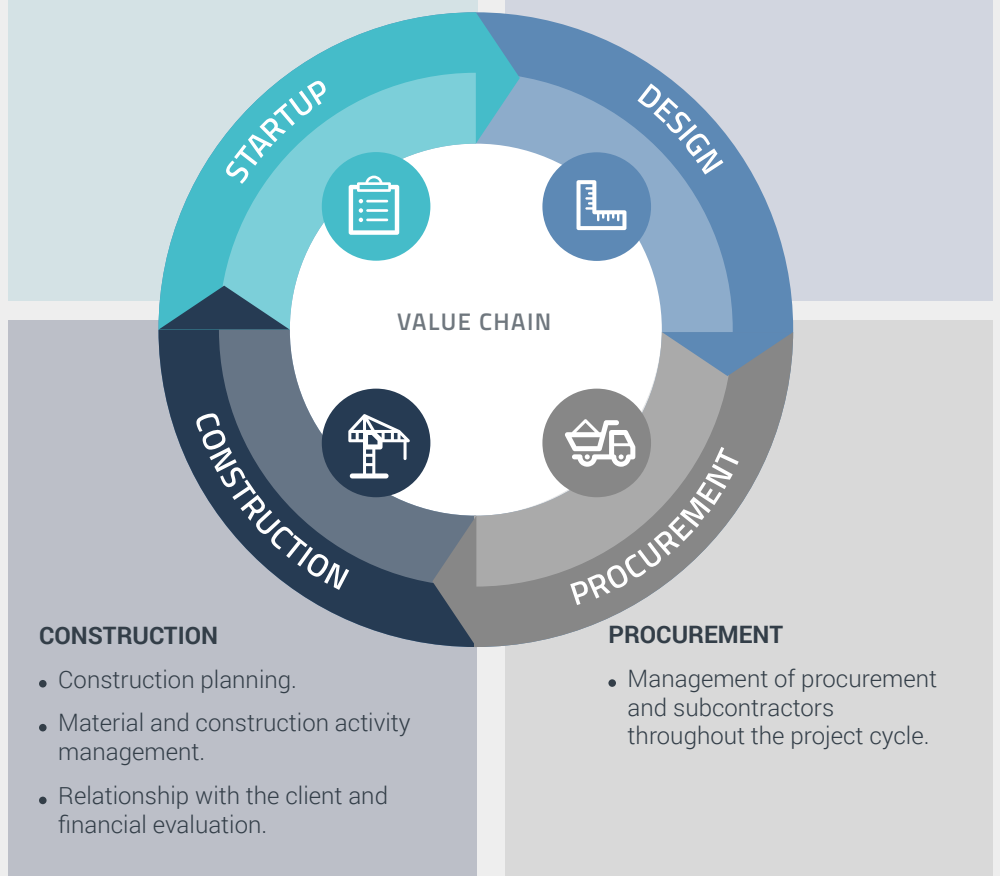 STARTUP
DESIGN
VALUE CHAIN
CONSTRUCTION
PROCUREMENT
CONSTRUCTION
• Construction planning.
• Material and construction activity
management.
• Relationship with the client and
financial evaluation.
PROCUREMENT
• Management of procurement
and subcontractors
throughout the project cycle.